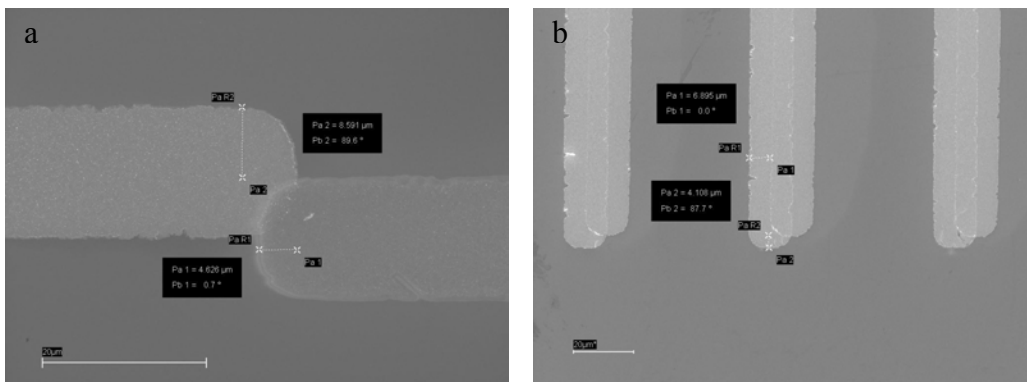 a
Pa R2
Pa 2 = 8.591 µm
Pb 2 = 89.6 °
Pa 2
Pa R1
Pa 1
Pa 1 = 4.626 µm
Pb 1 = 0.7 °
20µm
b
Pa 1 = 6.895 µm
Pb 1 = 0.0 °
Pa R1
Pa 1
Pa 2 = 4.108 µm
Pb 2 = 87.7 °
Pa R2
Pa 2
20µm*